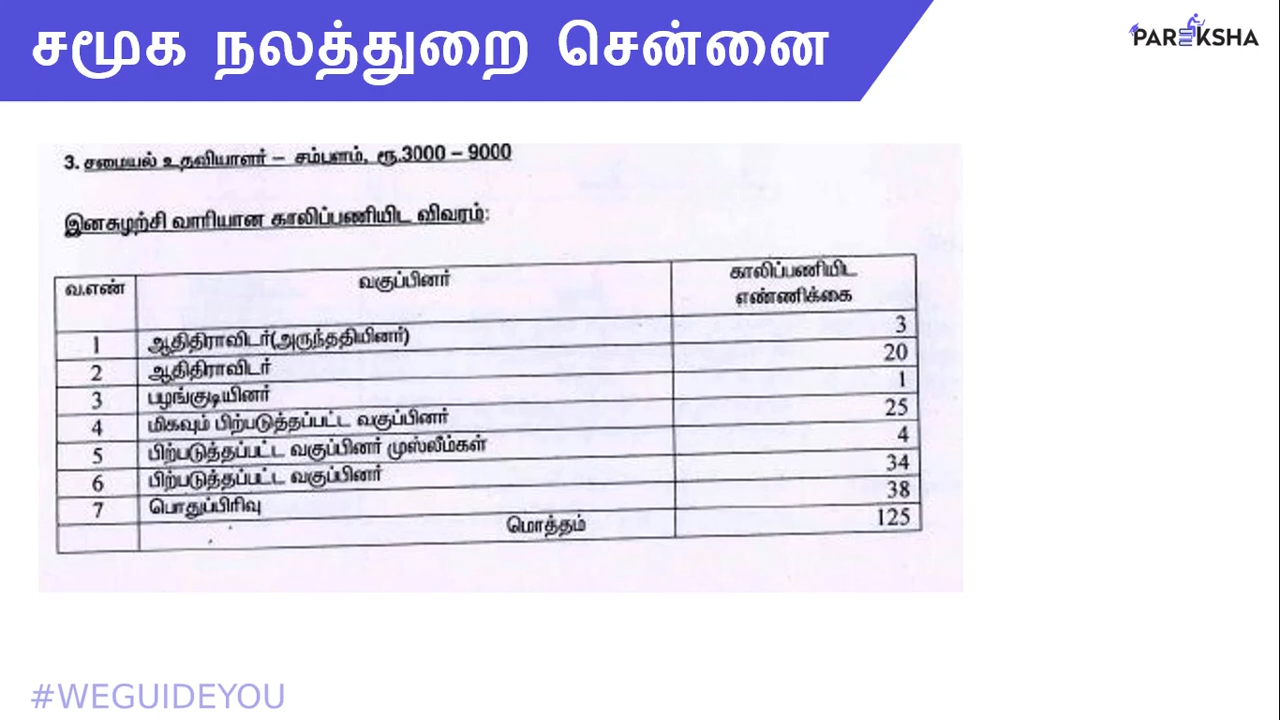 சமூக நலத்துறை சென்னை
PAREEKSHA
3. சமையல் உதவியாளர் – சம்பளம், ரூ.3000 – 9000
இனசுழற்சி வாரியான காலிப்பணியிட விவரம்:
வ.எண் வகுப்பினர் காலிப்பணியிட எண்ணிக்கை
1 ஆதிதிராவிடர்(அருந்ததியினர்) 3
2 ஆதிதிராவிடர் 20
3 பழங்குடியினர் 1
4 மிகவும் பிற்படுத்தப்பட்ட வகுப்பினர் 25
5 பிற்படுத்தப்பட்ட வகுப்பினர் முஸ்லீம்கள் 4
6 பிற்படுத்தப்பட்ட வகுப்பினர் 34
7 பொதுப்பிரிவு 38
மொத்தம் 125
#WEGUIDEYOU